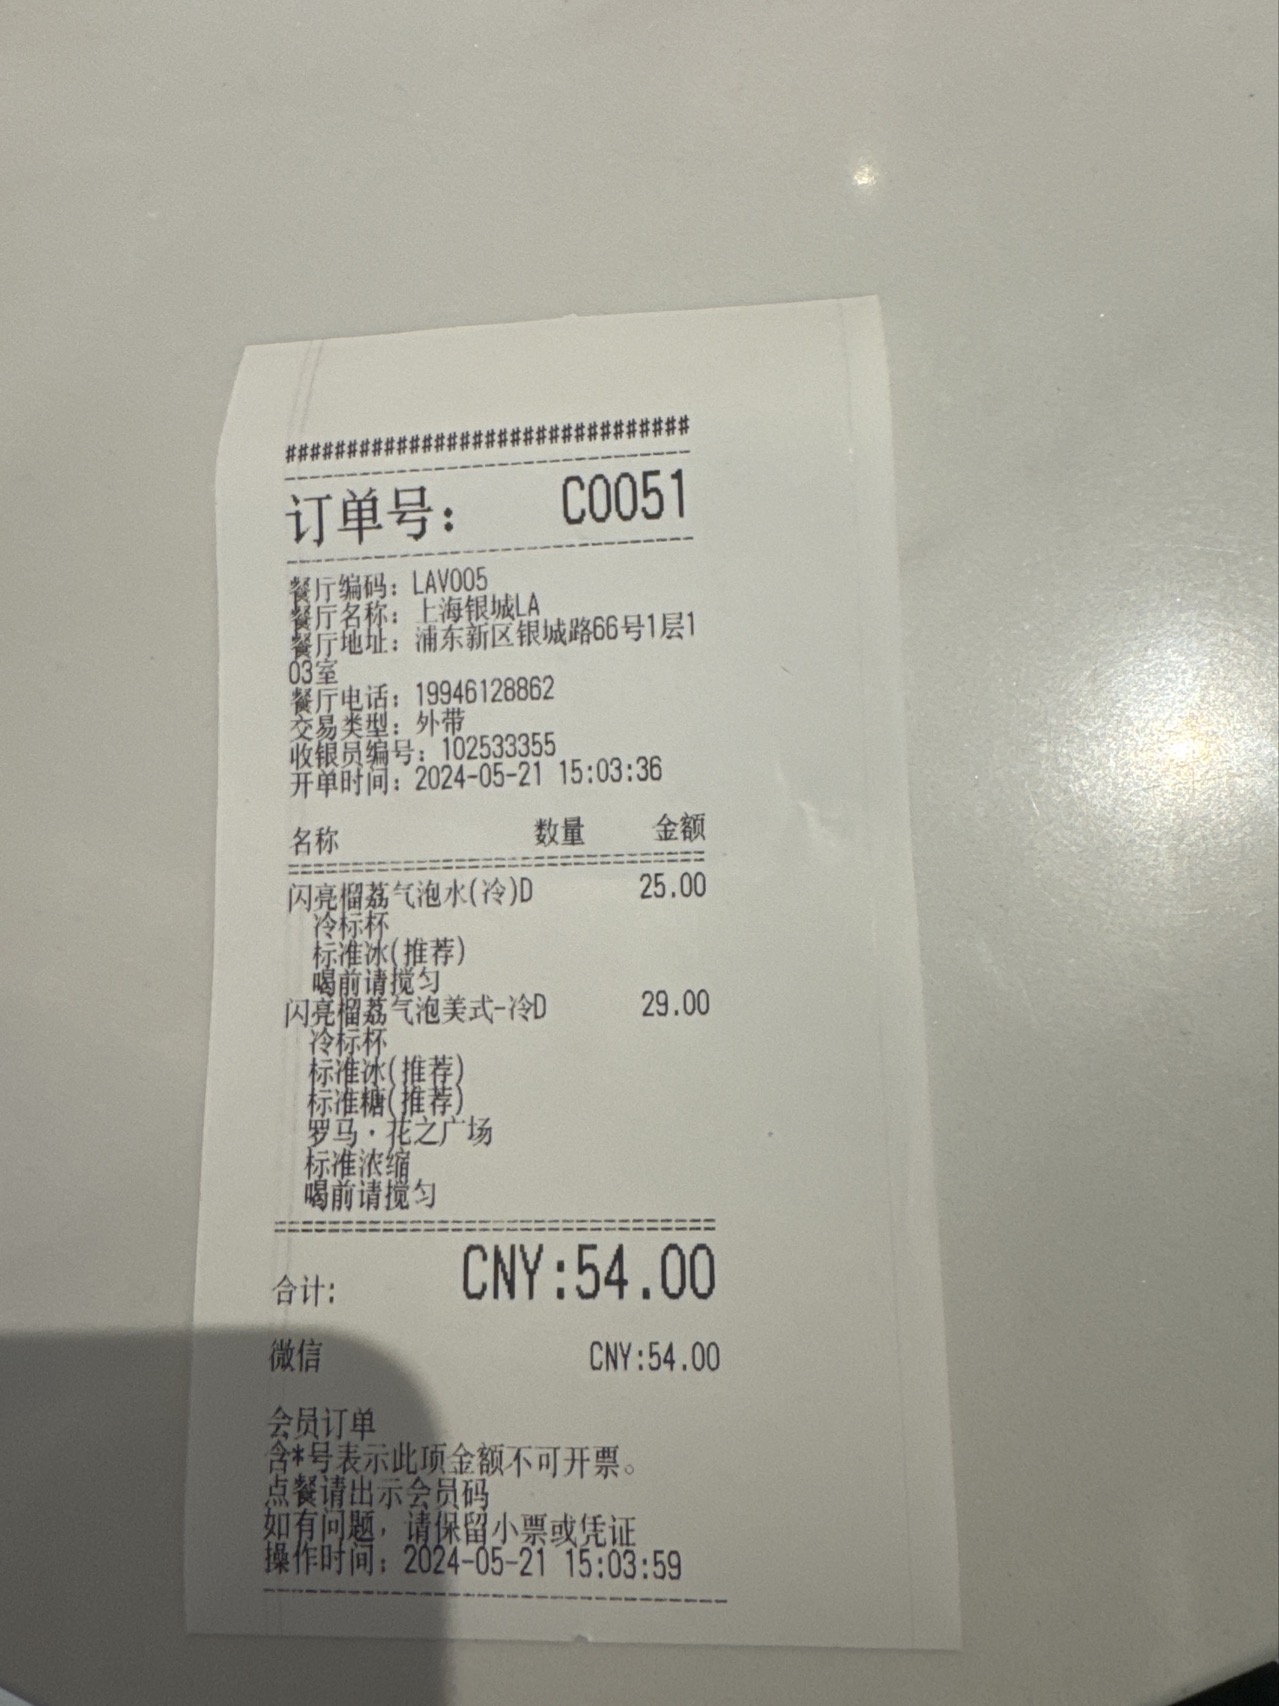 #################################
订单号： C0051
餐厅编码：LAV005
餐厅名称：上海银城LA
餐厅地址：浦东新区银城路66号1层1
03室
餐厅电话：19946128862
交易类型：外带
收银员编号：102533355
开单时间：2024-05-21 15:03:36
名称 数量 金额
闪亮榴荔气泡水(冷)D 25.00
冷标杯
标准冰(推荐)
喝前请搅匀
闪亮榴荔气泡美式-冷D 29.00
冷标杯
标准冰(推荐)
标准糖(推荐)
罗马·花之广场
标准浓缩
喝前请搅匀
合计: CNY:54.00
微信 CNY:54.00
会员订单
含*号表示此项金额不可开票。
点餐请出示会员码
如有问题，请保留小票或凭证
操作时间：2024-05-21 15:03:59